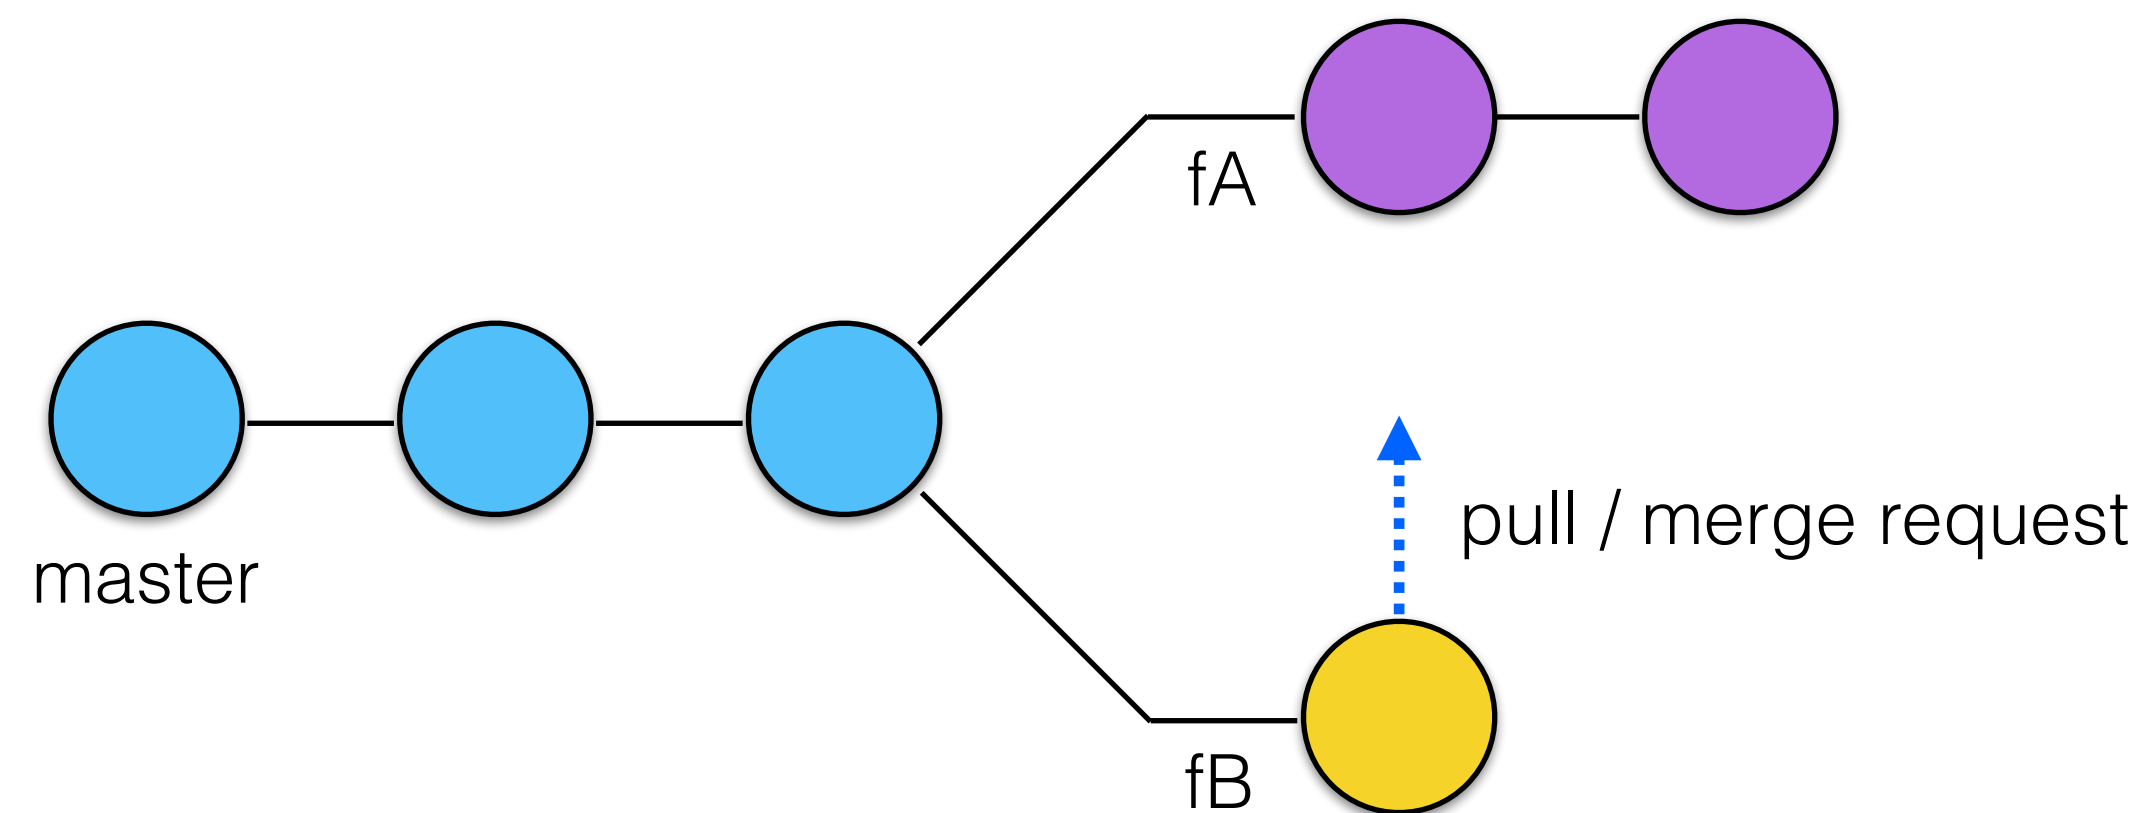 fA
pull / merge request
master
fB